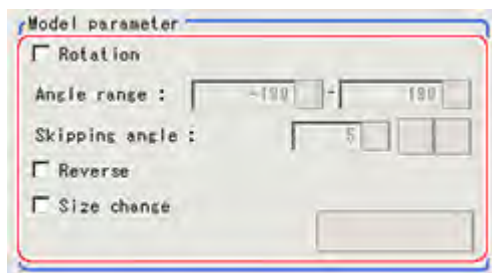 Model parameter
Rotation
Angle range : -180 - 180
Skipping angle : 5
Reverse
Size change